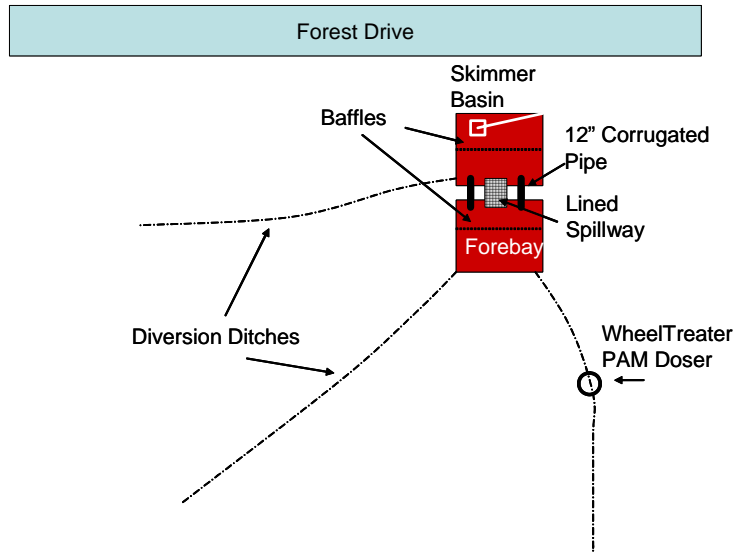 Forest Drive
Skimmer
Basin
Baffles
12” Corrugated
Pipe
Lined
Spillway
Forebay
Diversion Ditches
WheelTreater
PAM Doser